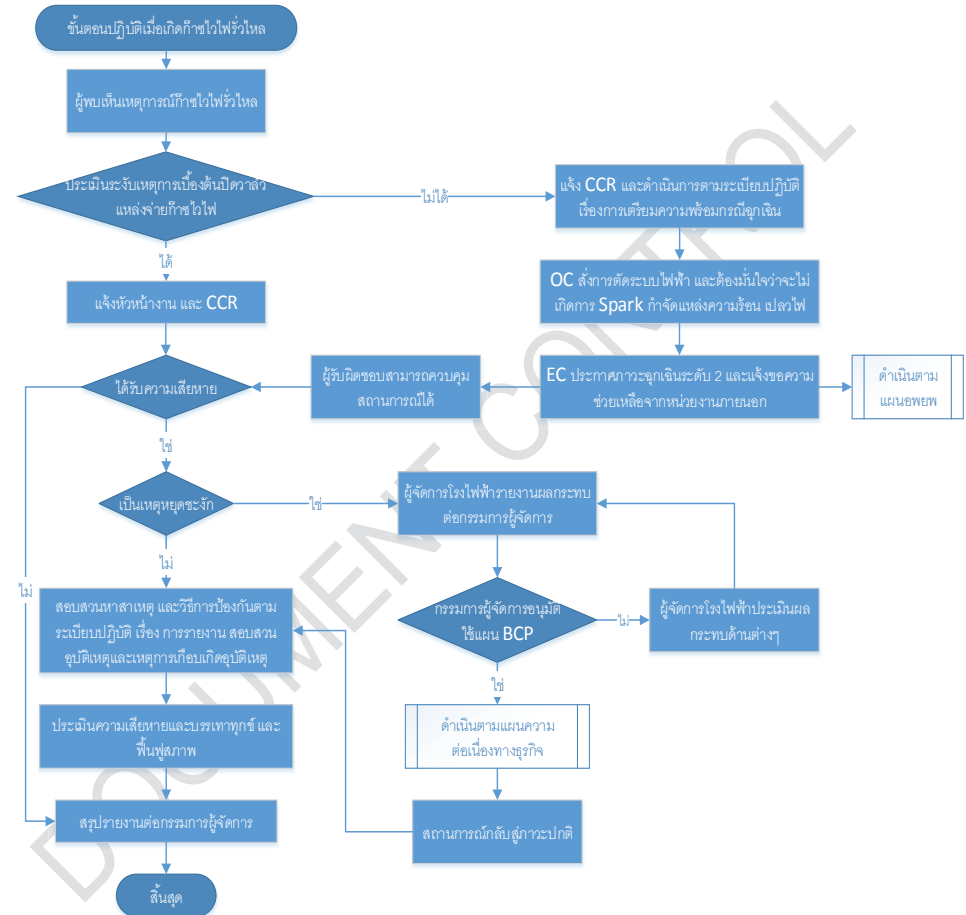 ขั้นตอนปฏิบัติเมื่อเกิดก๊าซไวไฟรั่วไหล
ผู้พบเห็นเหตุการณ์ก๊าซไวไฟรั่วไหล
ประเมินระงับเหตุการเบื้องต้นปิดวาล์ว
แหล่งจ่ายก๊าซไวไฟ
ไม่ได้
แจ้ง CCR และดำเนินการตามระเบียบปฏิบัติ
เรื่องการเตรียมความพร้อมกรณีฉุกเฉิน
ได้
แจ้งหัวหน้างาน และ CCR
OC สั่งการตัดระบบไฟฟ้า และต้องมั่นใจว่าจะไม่
เกิดการ Spark กำจัดแหล่งความร้อน เปลวไฟ
ได้รับความเสียหาย
ผู้รับผิดชอบสามารถควบคุม
สถานการณ์ได้
EC ประกาศภาวะฉุกเฉินระดับ 2 และแจ้งขอความ
ช่วยเหลือจากหน่วยงานภายนอก
ดำเนินตาม
แผนอพยพ
ใช่
เป็นเหตุหยุดชะงัก
ใช่
ผู้จัดการโรงไฟฟ้ารายงานผลกระทบ
ต่อกรรมการผู้จัดการ
ไม่
ไม่
สอบสวนหาสาเหตุ และวิธีการป้องกันตาม
ระเบียบปฏิบัติ เรื่อง การรายงาน สอบสวน
อุบัติเหตุและเหตุการเกือบเกิดอุบัติเหตุ
กรรมการผู้จัดการอนุมัติ
ใช้แผน BCP
ไม่
ผู้จัดการโรงไฟฟ้าประเมินผล
กระทบด้านต่างๆ
ใช่
ประเมินความเสียหายและบรรเทาทุกข์ และ
ฟื้นฟูสภาพ
ดำเนินตามแผนความ
ต่อเนื่องทางธุรกิจ
สรุปรายงานต่อกรรมการผู้จัดการ
สถานการณ์กลับสู่ภาวะปกติ
สิ้นสุด
DOCUMENT CONTROL